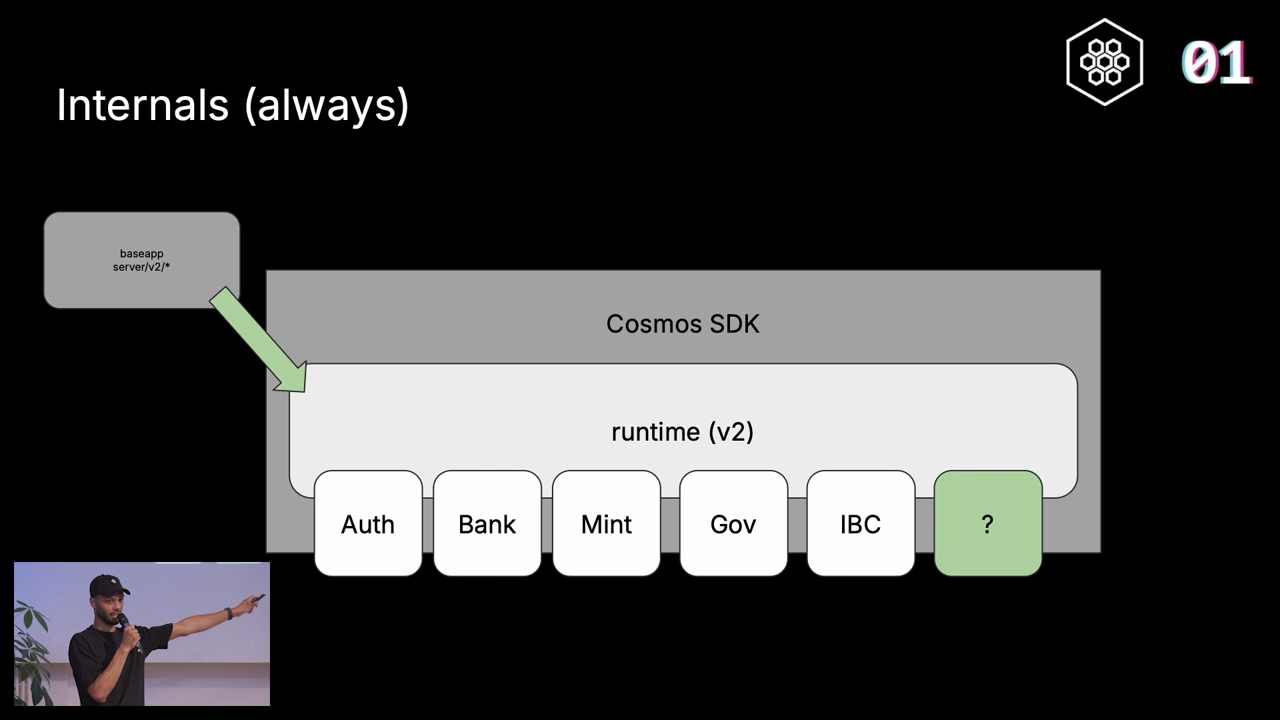 01
Internals (always)
baseapp
server/v2/*
Cosmos SDK
runtime (v2)
Auth
Bank
Mint
Gov
IBC
?